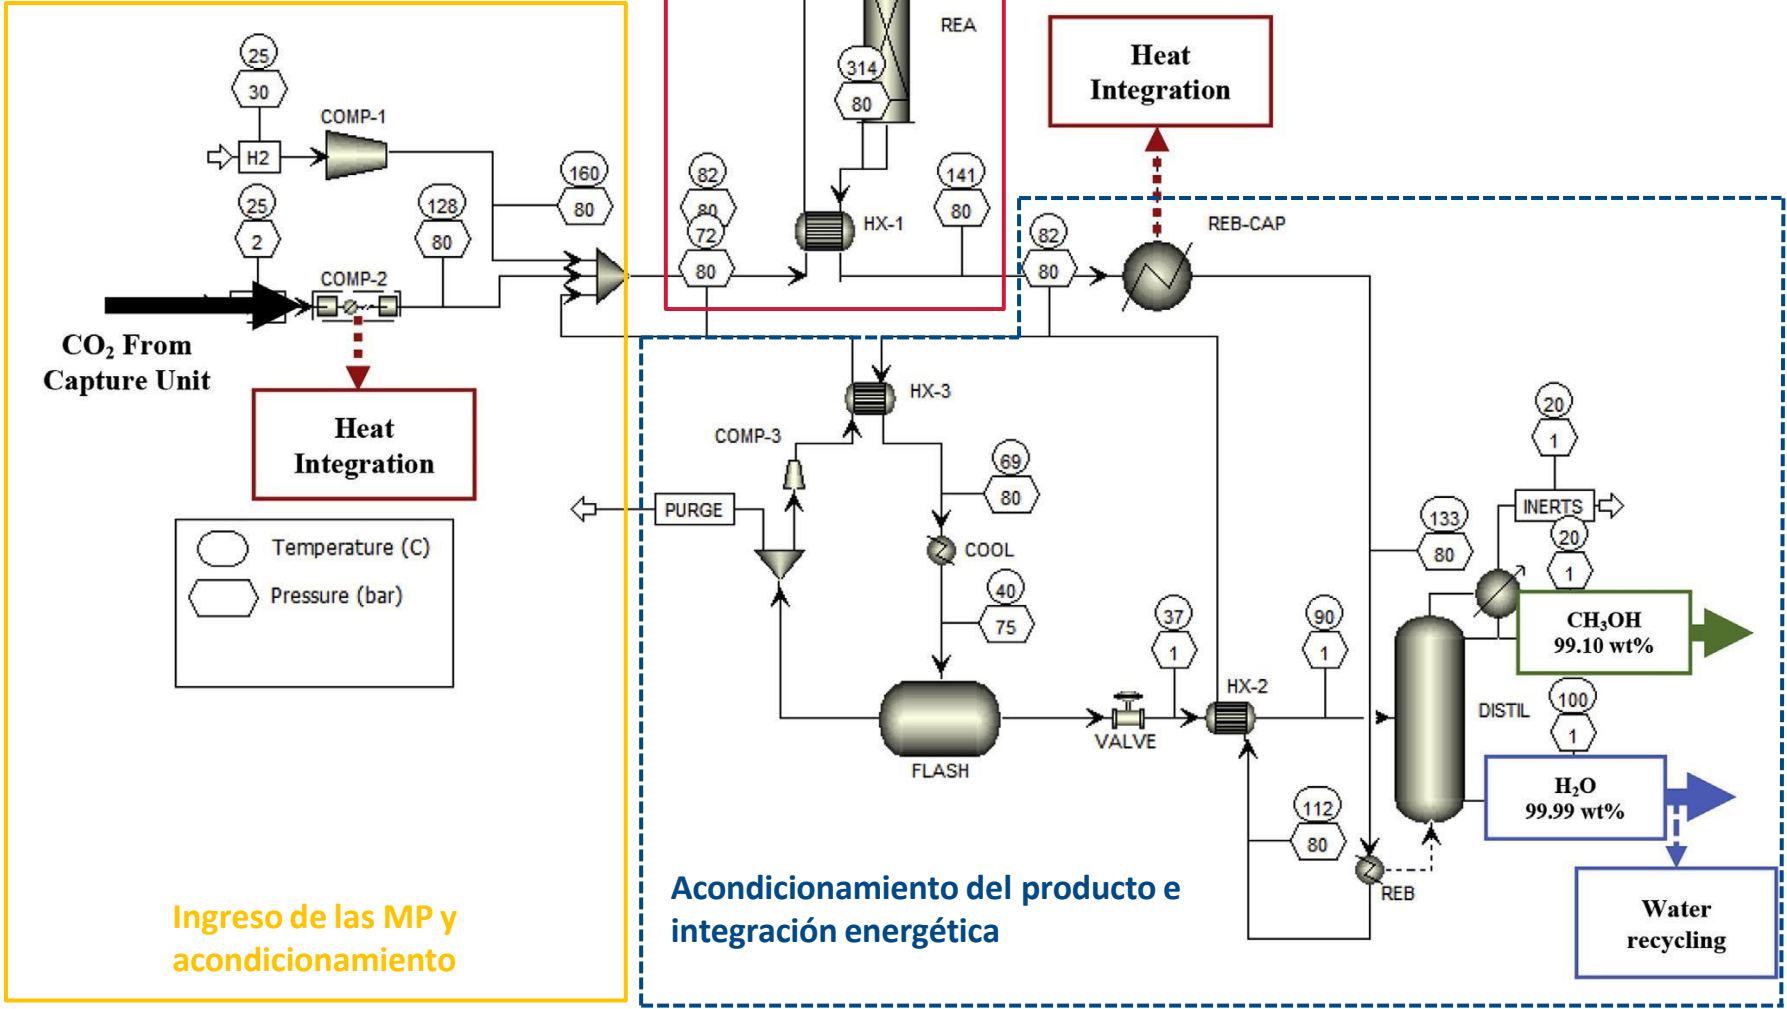 REA
Heat
Integration
25
30
COMP-1
H2
314
80
160
80
82
80
72
80
141
80
HX-1
82
80
REB-CAP
25
2
128
80
COMP-2
CO₂ From
Capture Unit
Heat
Integration
HX-3
COMP-3
69
80
20
1
PURGE
INERTS
COOL
133
80
20
1
Temperature (C)
Pressure (bar)
40
75
37
1
90
1
CH₃OH
99.10 wt%
HX-2
DISTIL
100
1
VALVE
FLASH
H₂O
99.99 wt%
112
80
REB
Acondicionamiento del producto e
integración energética
Ingreso de las MP y
acondicionamiento
Water
recycling